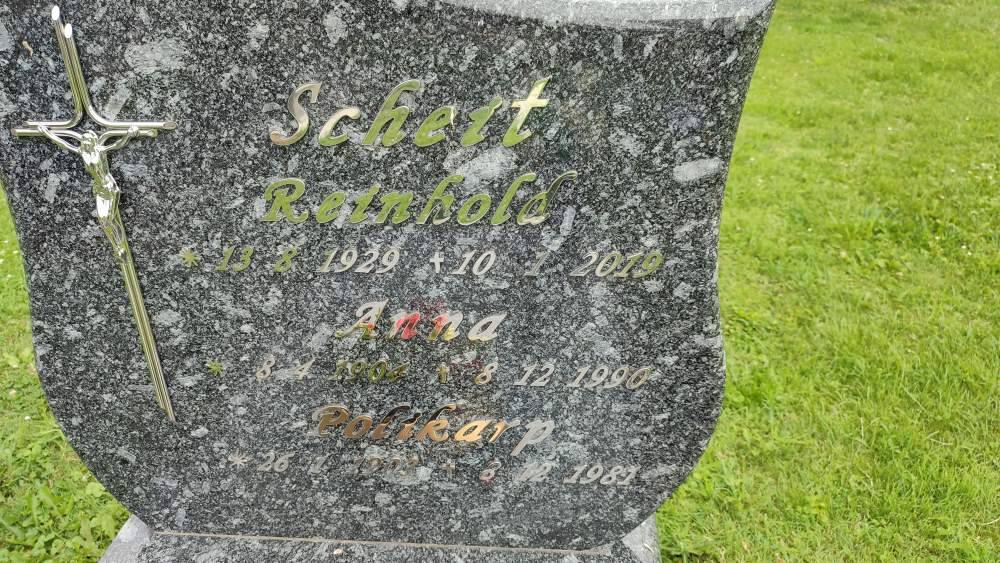 Scheit
Reinhold
* 13 8 1929 +10 1 2019
Anna
* 8 4 1904 + 8 12 1990
Polikarp
* 26 1 + 12 1981